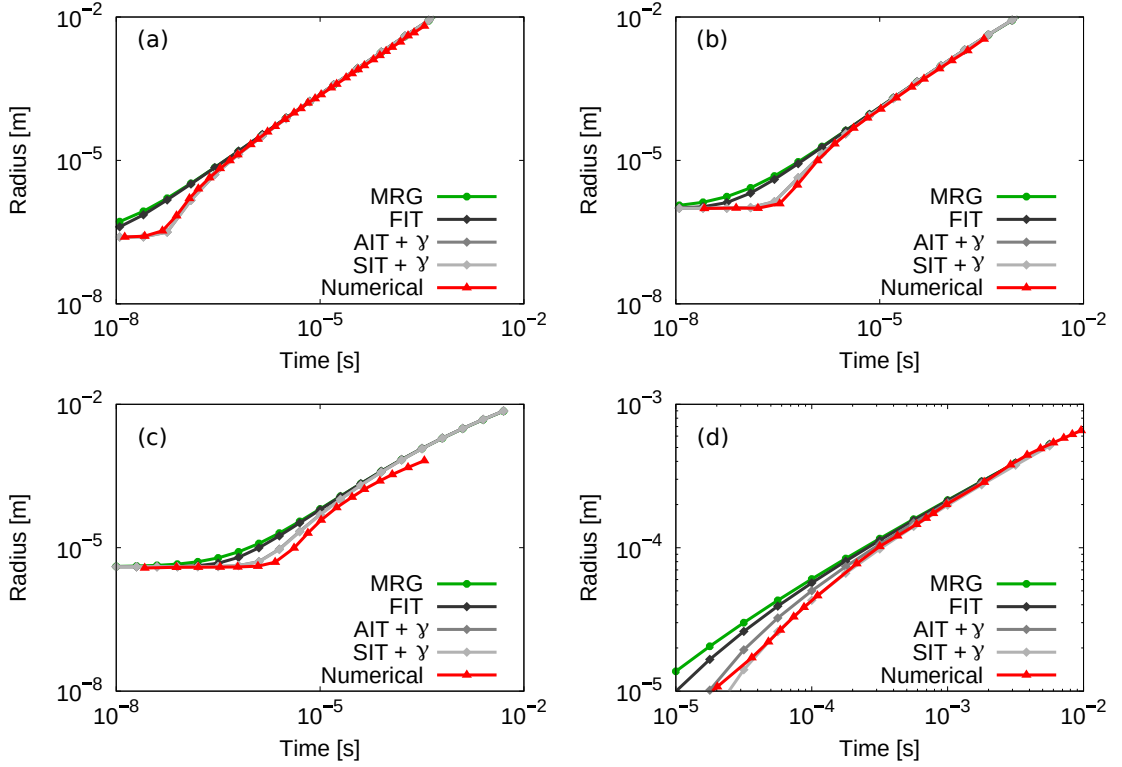 (a)
Radius [m]
10⁻²
10⁻⁵
10⁻⁸
MRG
FIT
AIT + γ
SIT + γ
Numerical
10⁻⁸ 10⁻⁵ 10⁻²
Time [s]
(b)
Radius [m]
10⁻²
10⁻⁵
10⁻⁸
MRG
FIT
AIT + γ
SIT + γ
Numerical
10⁻⁸ 10⁻⁵ 10⁻²
Time [s]
(c)
Radius [m]
10⁻²
10⁻⁵
10⁻⁸
MRG
FIT
AIT + γ
SIT + γ
Numerical
10⁻⁸ 10⁻⁵ 10⁻²
Time [s]
(d)
Radius [m]
10⁻³
10⁻⁴
10⁻⁵
MRG
FIT
AIT + γ
SIT + γ
Numerical
10⁻⁵ 10⁻⁴ 10⁻³ 10⁻²
Time [s]